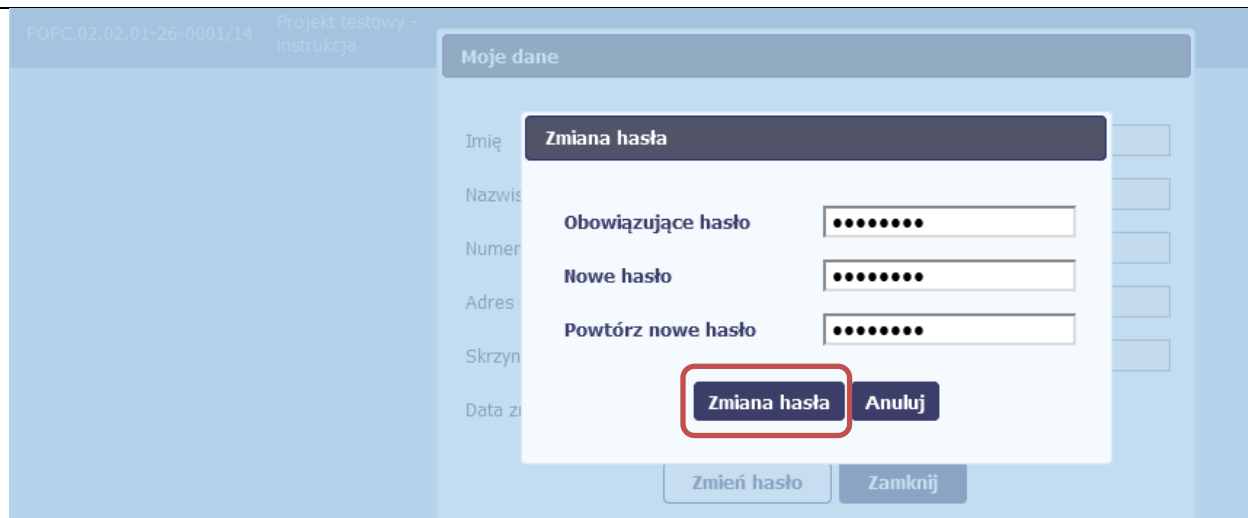 POPC.02.02.01-26-0001/14
Projekt testowy -
instrukcja
Moje dane
Zmiana hasła
Imię
Nazwis
Obowiązujące hasło
Numer
Nowe hasło
Adres
Powtórz nowe hasło
Skrzyn
Zmiana hasła
Anuluj
Data z
Zmień hasło
Zamknij